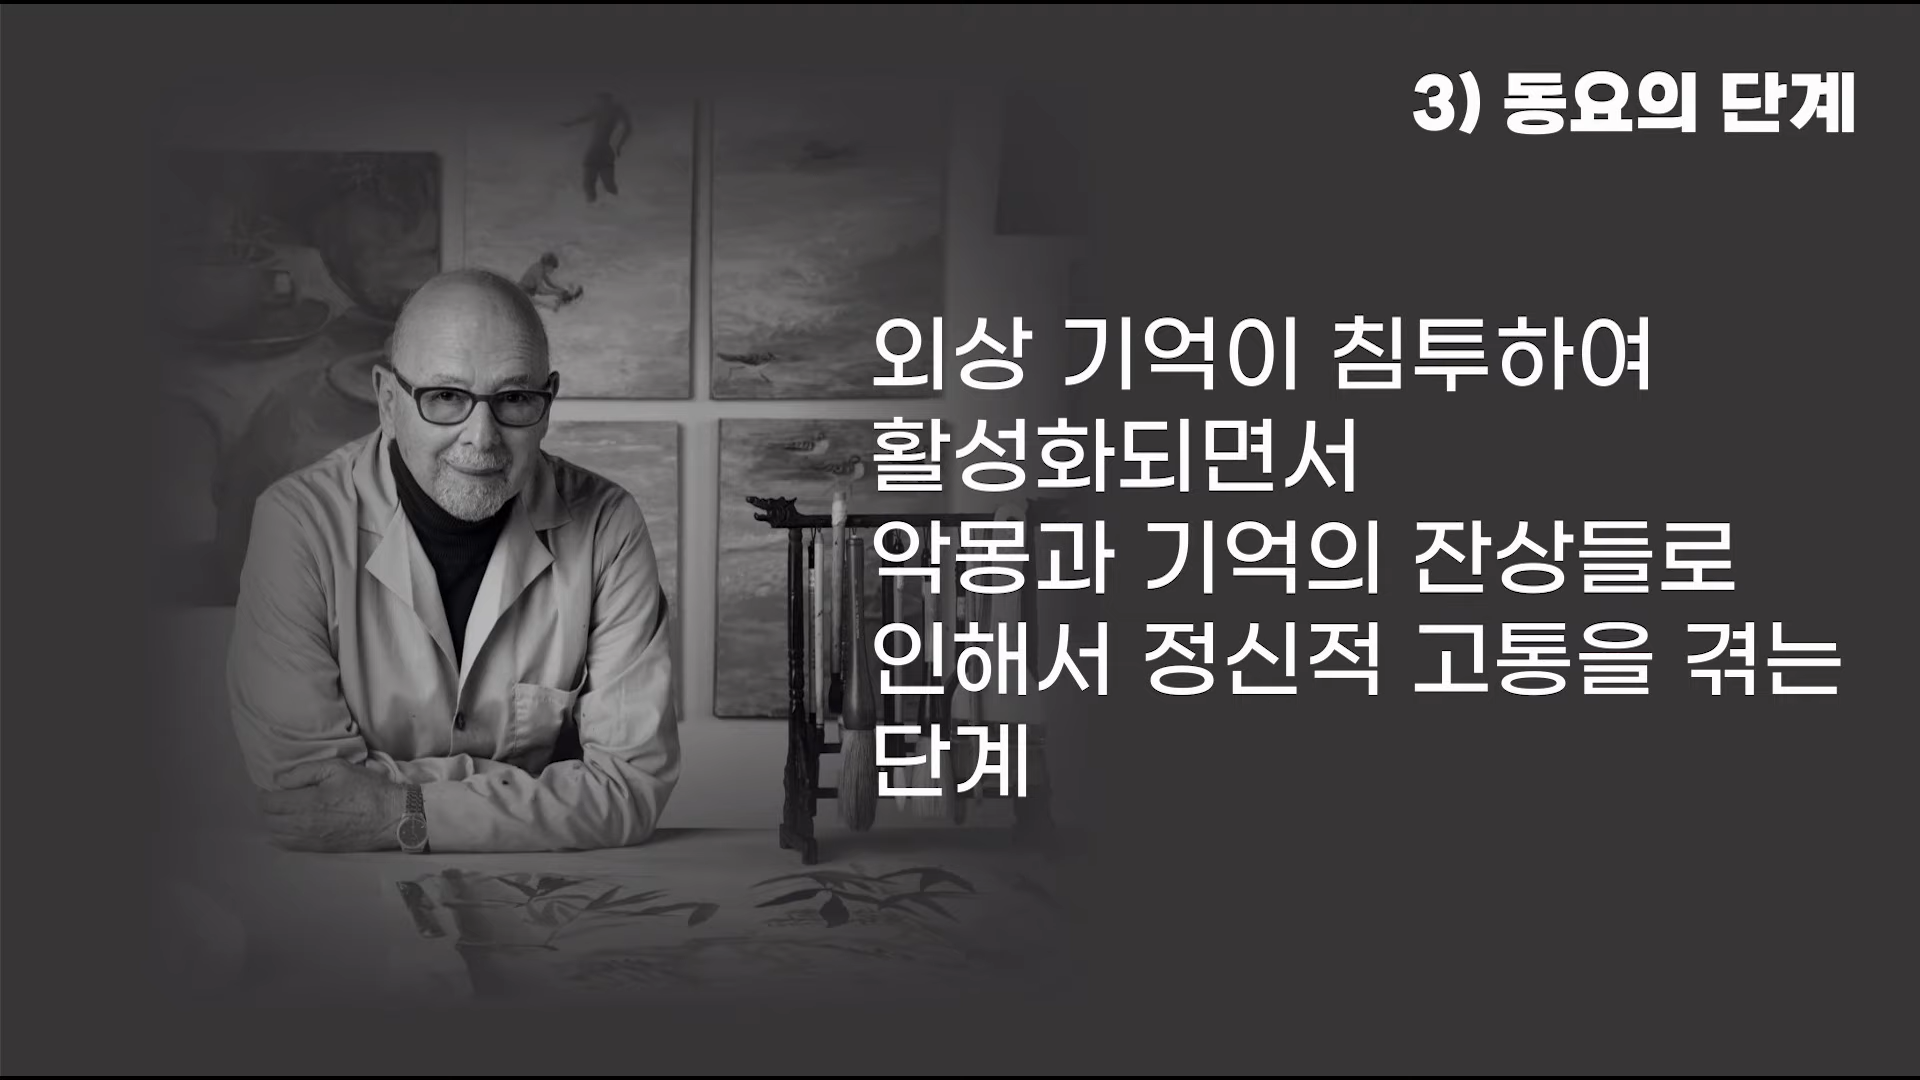 3) 동요의 단계
외상 기억이 침투하여
활성화되면서
악몽과 기억의 잔상들로
인해서 정신적 고통을 겪는
단계